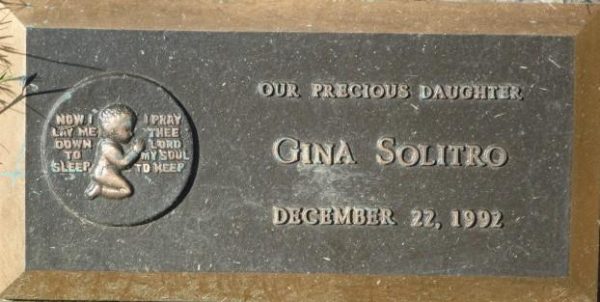 NOW I
LAY ME
DOWN
TO
SLEEP
I PRAY
THEE
LORD
MY SOUL
TO KEEP
OUR PRECIOUS DAUGHTER
GINA SOLITRO
DECEMBER 22, 1992